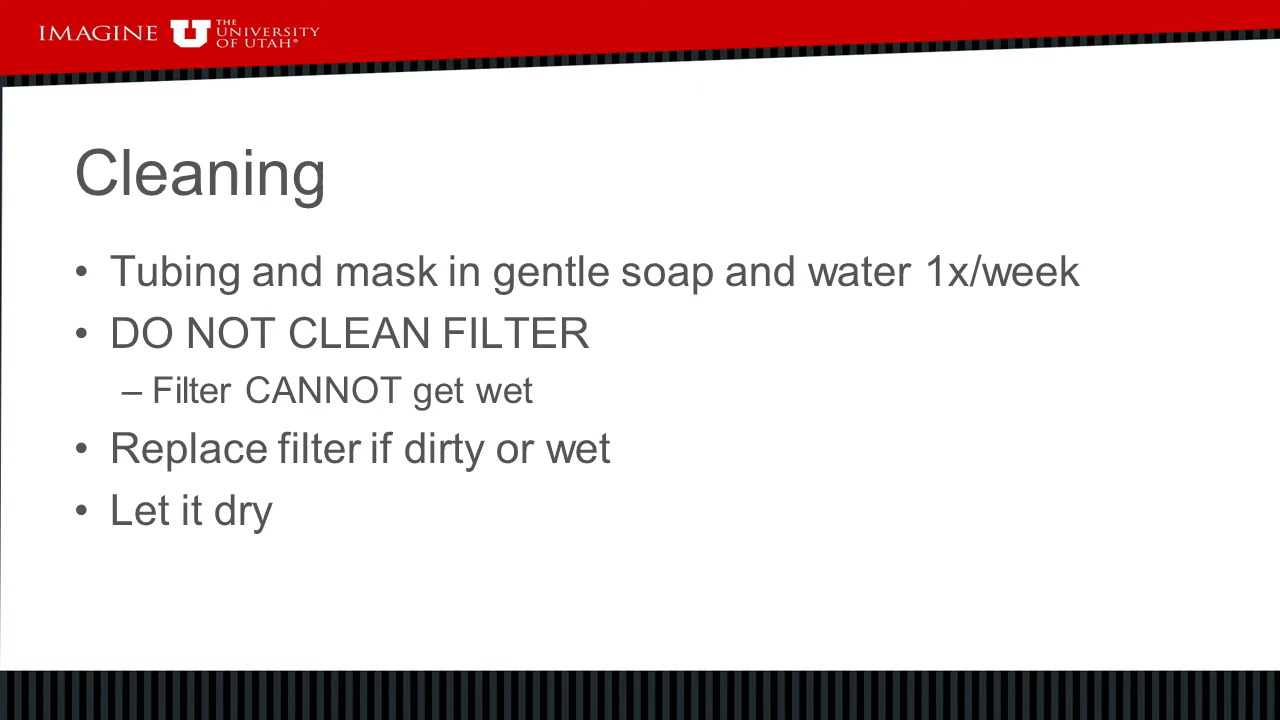 IMAGINE
THE
UNIVERSITY
OF UTAH®
Cleaning
• Tubing and mask in gentle soap and water 1x/week
• DO NOT CLEAN FILTER
– Filter CANNOT get wet
• Replace filter if dirty or wet
• Let it dry